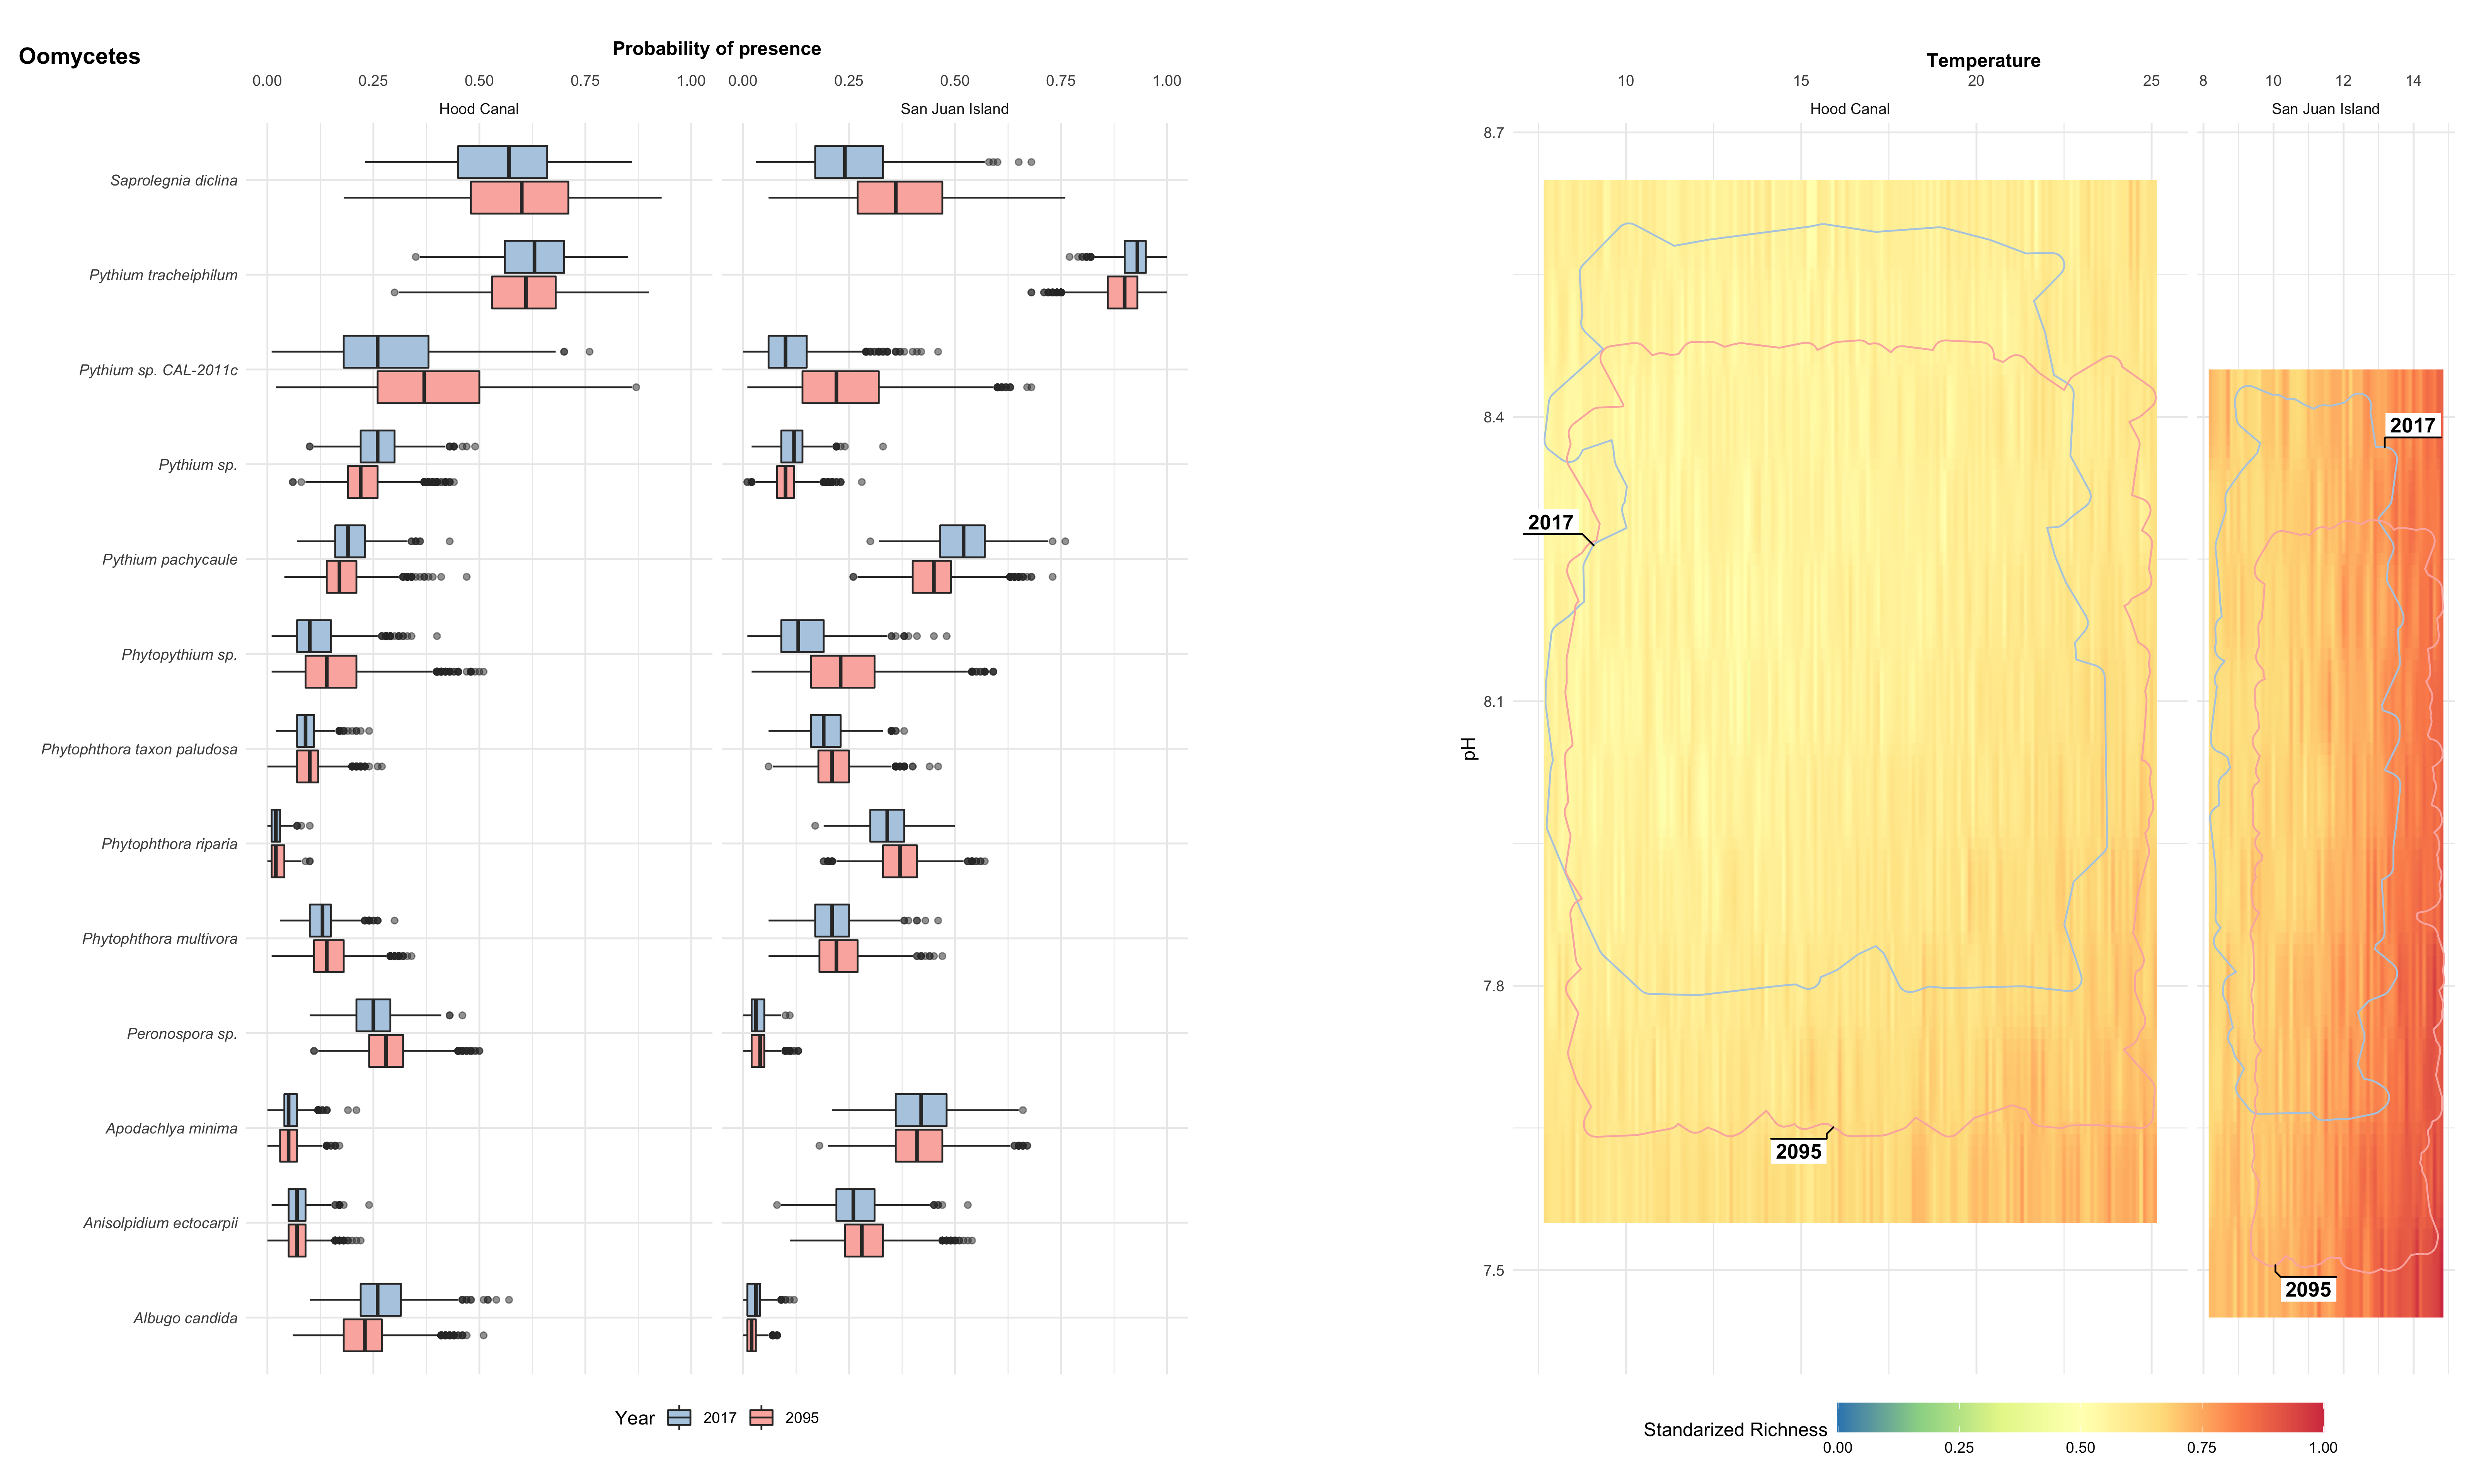 Oomycetes
Probability of presence
0.00 0.25 0.50 0.75 1.00 0.00 0.25 0.50 0.75 1.00
Hood Canal San Juan Island
Saprolegnia diclina
Pythium tracheiphilum
Pythium sp. CAL-2011c
Pythium sp.
Pythium pachycaule
Phytopythium sp.
Phytophthora taxon paludosa
Phytophthora riparia
Phytophthora multivora
Peronospora sp.
Apodachlya minima
Anisolpidium ectocarpii
Albugo candida
Year 2017 2095
Temperature
10 15 20 25 8 10 12 14
Hood Canal San Juan Island
8.7
8.4
8.1
7.8
7.5
pH
2017
2017
2095
2095
Standarized Richness
0.00 0.25 0.50 0.75 1.00